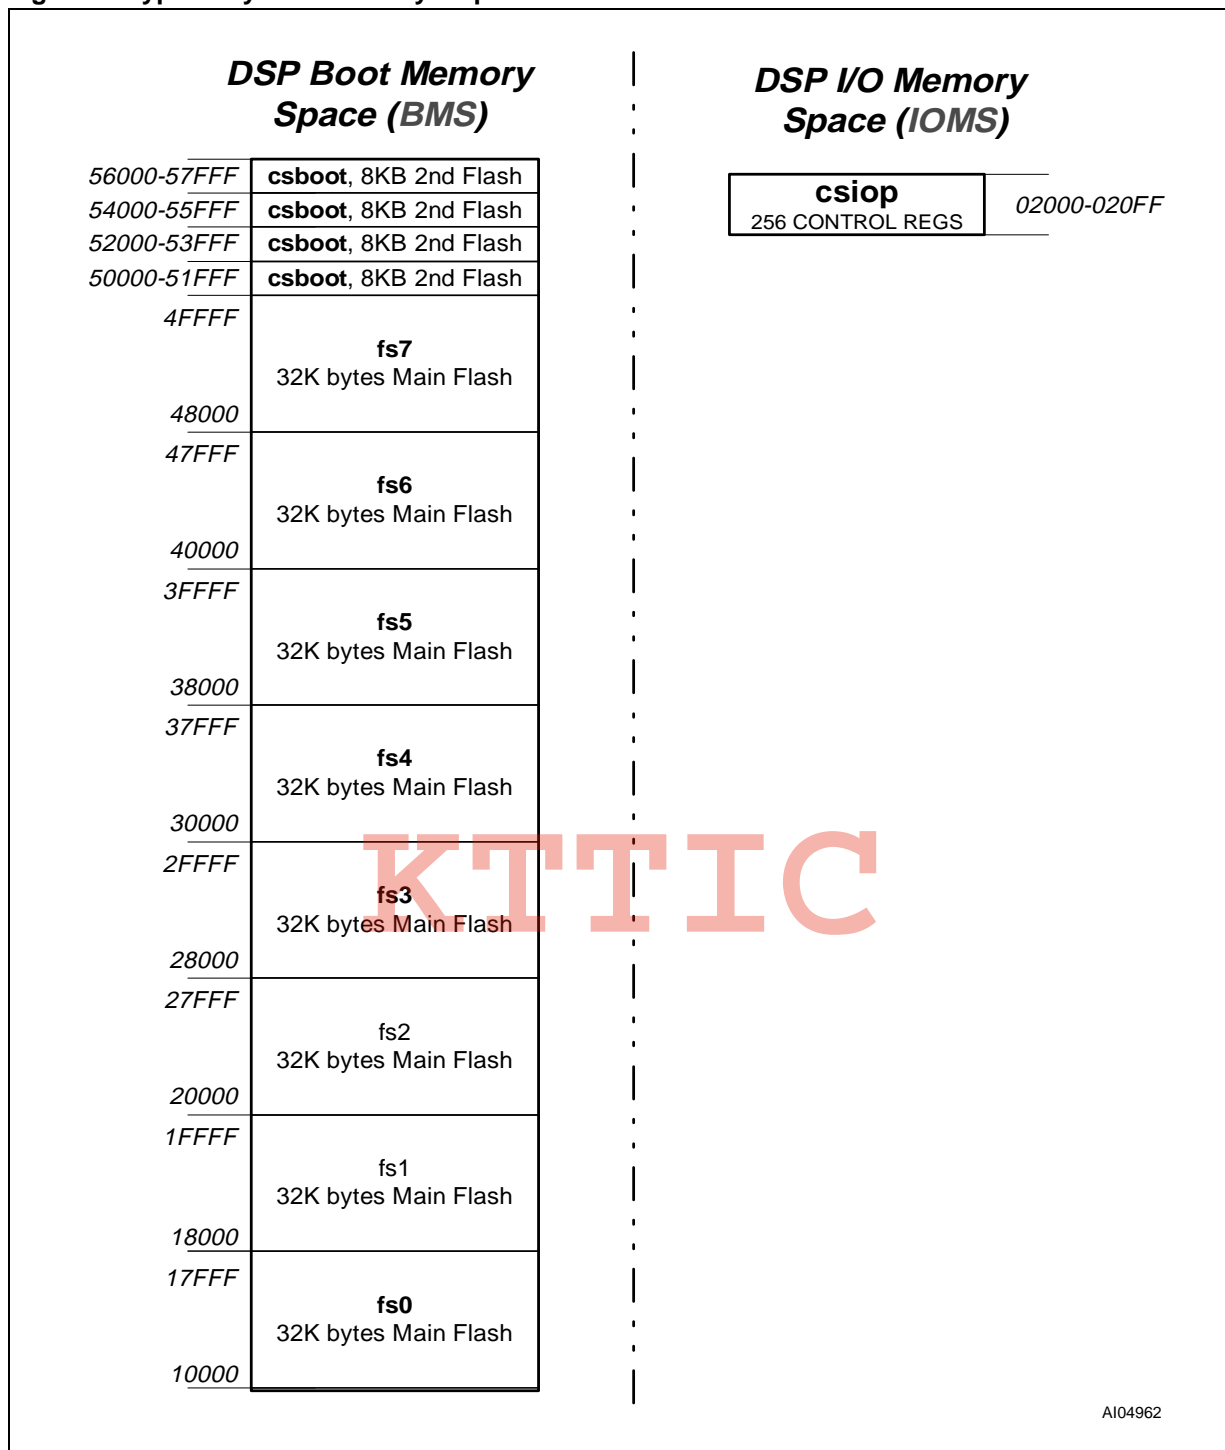 DSP Boot Memory
Space (BMS)
56000-57FFF csboot, 8KB 2nd Flash
54000-55FFF csboot, 8KB 2nd Flash
52000-53FFF csboot, 8KB 2nd Flash
50000-51FFF csboot, 8KB 2nd Flash
4FFFF
fs7
32K bytes Main Flash
48000
47FFF
fs6
32K bytes Main Flash
40000
3FFFF
fs5
32K bytes Main Flash
38000
37FFF
fs4
32K bytes Main Flash
30000
2FFFF
fs3
32K bytes Main Flash
28000
27FFF
fs2
32K bytes Main Flash
20000
1FFFF
fs1
32K bytes Main Flash
18000
17FFF
fs0
32K bytes Main Flash
10000
DSP I/O Memory
Space (IOMS)
csiop
256 CONTROL REGS
02000-020FF
KTTIC
AI04962